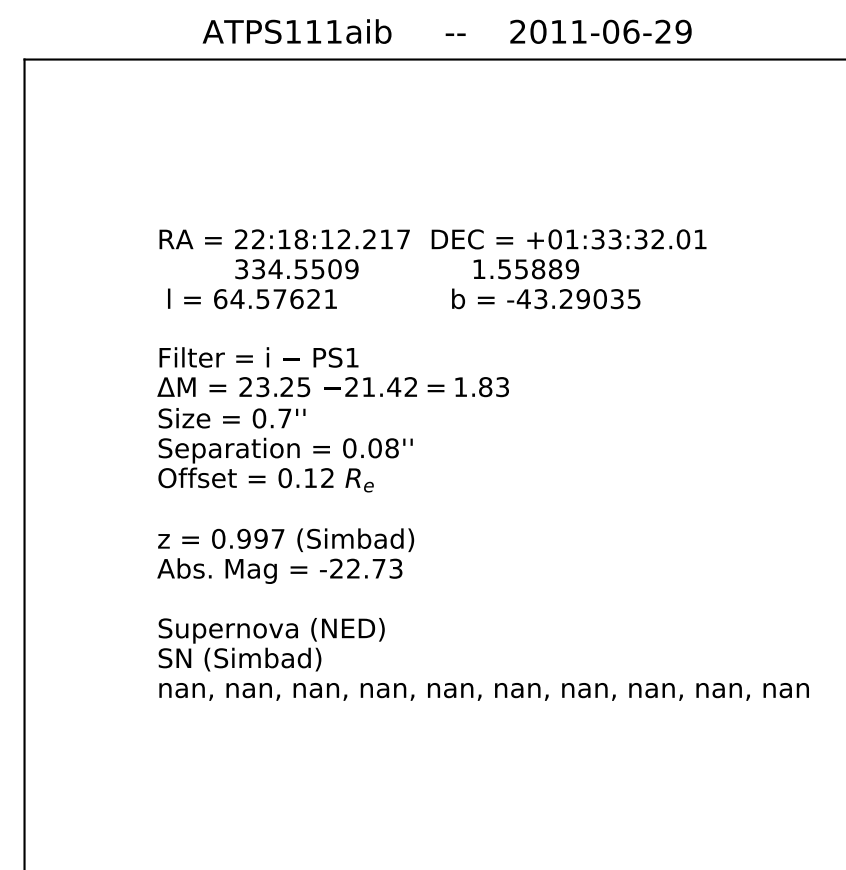 ATPS111aib -- 2011-06-29
RA = 22:18:12.217 DEC = +01:33:32.01
334.5509 1.55889
l = 64.57621 b = -43.29035
Filter = i − PS1
ΔM = 23.25 −21.42 = 1.83
Size = 0.7''
Separation = 0.08''
Offset = 0.12 Rₑ
z = 0.997 (Simbad)
Abs. Mag = -22.73
Supernova (NED)
SN (Simbad)
nan, nan, nan, nan, nan, nan, nan, nan, nan, nan